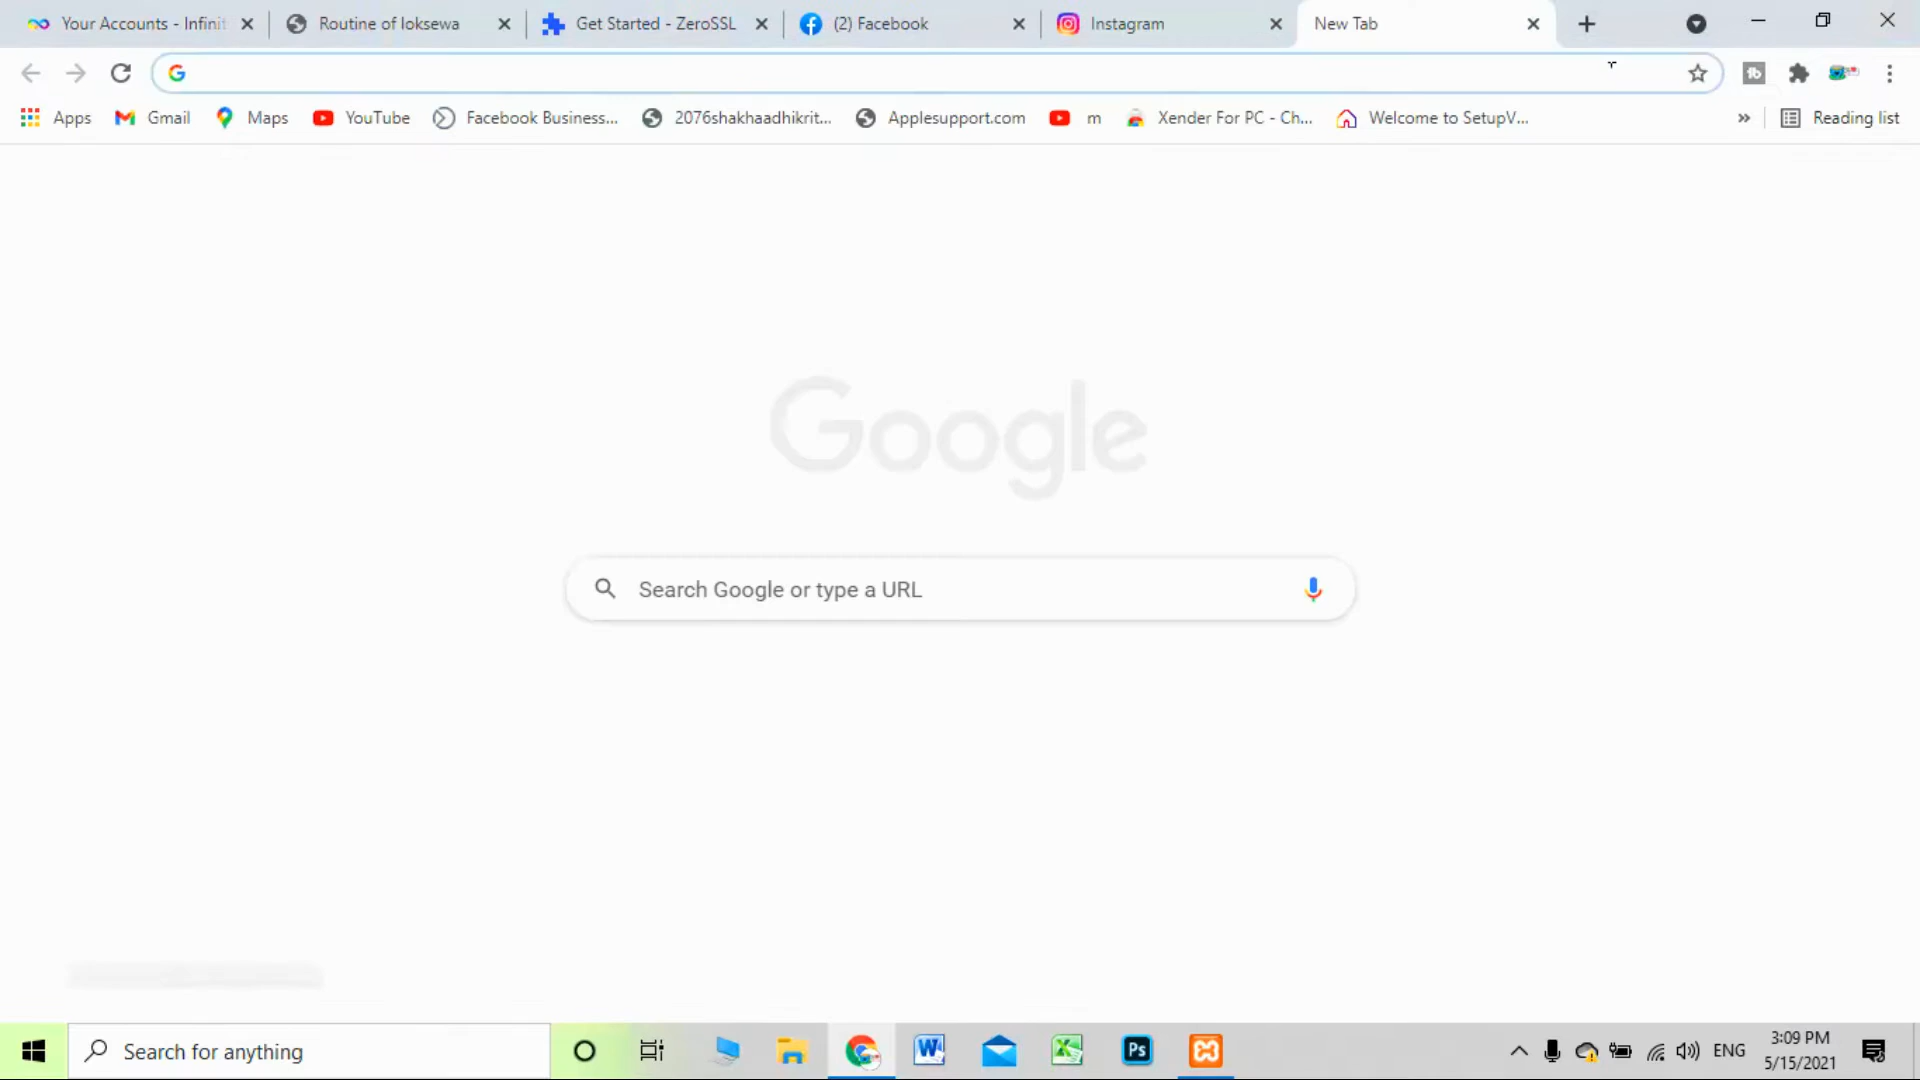 Your Accounts - Infinit
Routine of loksewa
Get Started - ZeroSSL
(2) Facebook
Instagram
New Tab
Apps
Gmail
Maps
YouTube
Facebook Business...
2076shakhaadhikrit...
Applesupport.com
m
Xender For PC - Ch...
Welcome to SetupV...
»
Reading list
Google
Search Google or type a URL
Search for anything
ENG
3:09 PM
5/15/2021